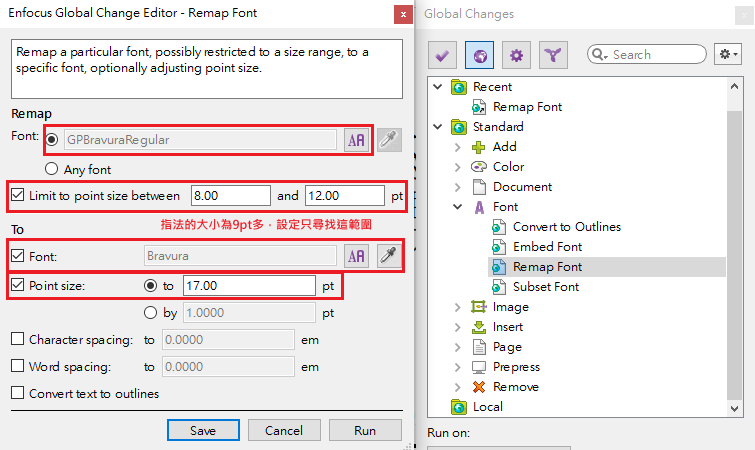 Enfocus Global Change Editor - Remap Font
Remap a particular font, possibly restricted to a size range, to a
specific font, optionally adjusting point size.
Remap
Font: GPBravuraRegular
Any font
Limit to point size between 8.00 and 12.00 pt
指法的大小為9pt多，設定只尋找這範圍
To
Font: Bravura
Point size: to 17.00 pt
by 1.0000 pt
Character spacing: to 0.0000 em
Word spacing: to 0.0000 em
Convert text to outlines
Save Cancel Run
Global Changes
Search
Recent
Remap Font
Standard
Add
Color
Document
Font
Convert to Outlines
Embed Font
Remap Font
Subset Font
Image
Insert
Page
Prepress
Remove
Local
Run on: